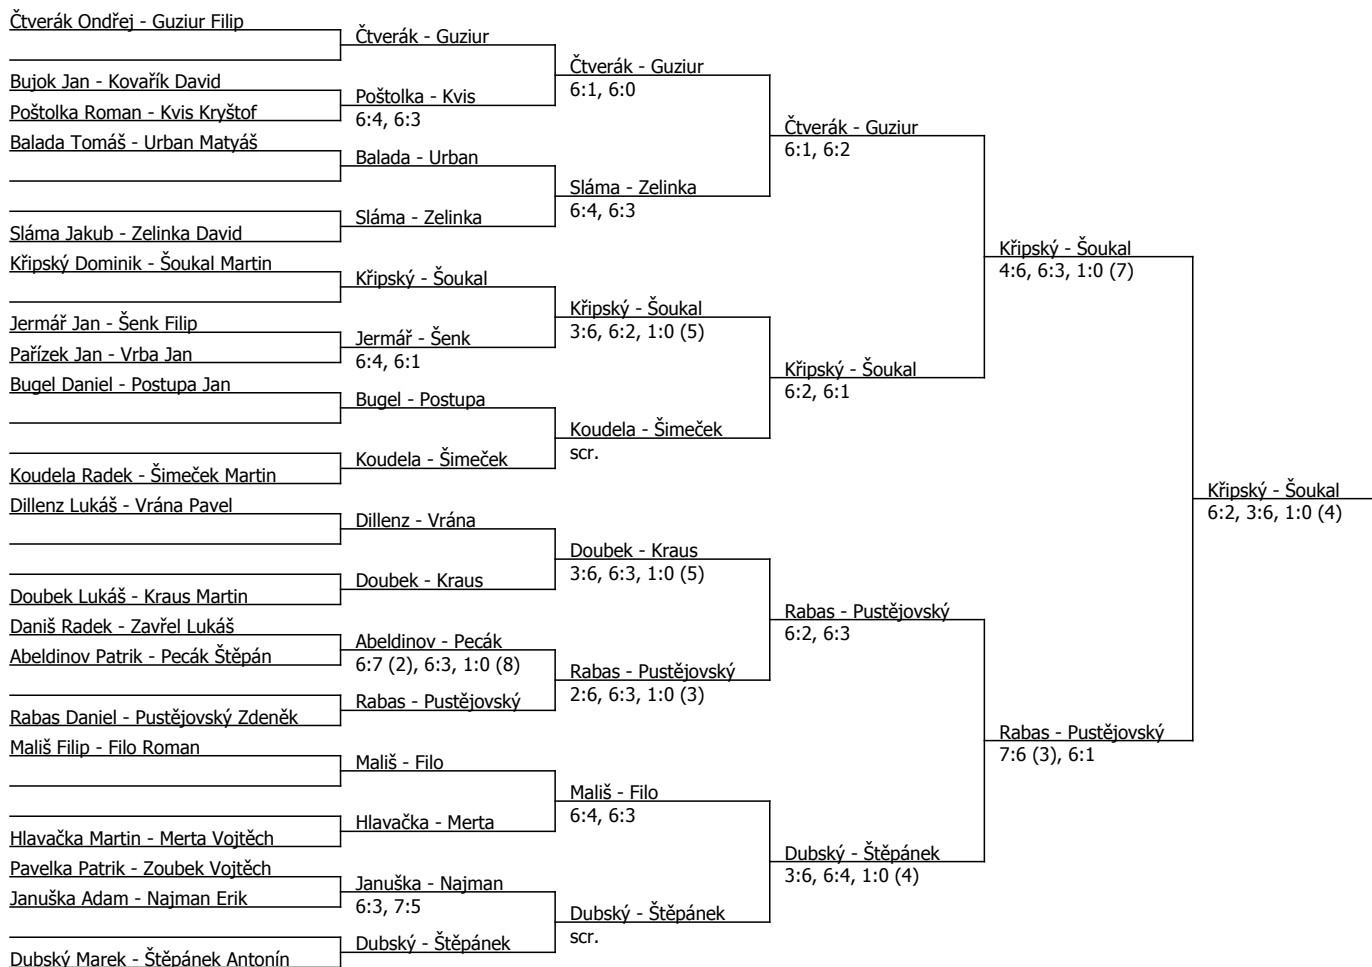 Čtverák Ondřej - Guziur Filip
Bujok Jan - Kovařík David
Poštolka Roman - Kvis Kryštof
Balada Tomáš - Urban Matyáš
Sláma Jakub - Zelinka David
Křipský Dominik - Šoukal Martin
Jermář Jan - Šenk Filip
Pařízek Jan - Vrba Jan
Bugel Daniel - Postupa Jan
Koudela Radek - Šimeček Martin
Dillenz Lukáš - Vrána Pavel
Doubek Lukáš - Kraus Martin
Daniš Radek - Zavřel Lukáš
Abeldinov Patrik - Pecák Štěpán
Rabas Daniel - Pustějovský Zdeněk
Mališ Filip - Filo Roman
Hlavačka Martin - Merta Vojtěch
Pavelka Patrik - Zoubek Vojtěch
Januška Adam - Najman Erik
Dubský Marek - Štěpánek Antonín
Čtverák - Guziur
Poštolka - Kvis
6:4, 6:3
Balada - Urban
Sláma - Zelinka
Křipský - Šoukal
Jermář - Šenk
6:4, 6:1
Bugel - Postupa
Koudela - Šimeček
Dillenz - Vrána
Doubek - Kraus
Abeldinov - Pecák
6:7 (2), 6:3, 1:0 (8)
Rabas - Pustějovský
Mališ - Filo
Hlavačka - Merta
Januška - Najman
6:3, 7:5
Dubský - Štěpánek
Čtverák - Guziur
6:1, 6:0
Sláma - Zelinka
6:4, 6:3
Křipský - Šoukal
3:6, 6:2, 1:0 (5)
Koudela - Šimeček
scr.
Doubek - Kraus
3:6, 6:3, 1:0 (5)
Rabas - Pustějovský
2:6, 6:3, 1:0 (3)
Mališ - Filo
6:4, 6:3
Dubský - Štěpánek
scr.
Čtverák - Guziur
6:1, 6:2
Křipský - Šoukal
6:2, 6:1
Rabas - Pustějovský
6:2, 6:3
Dubský - Štěpánek
3:6, 6:4, 1:0 (4)
Křipský - Šoukal
4:6, 6:3, 1:0 (7)
Rabas - Pustějovský
7:6 (3), 6:1
Křipský - Šoukal
6:2, 3:6, 1:0 (4)